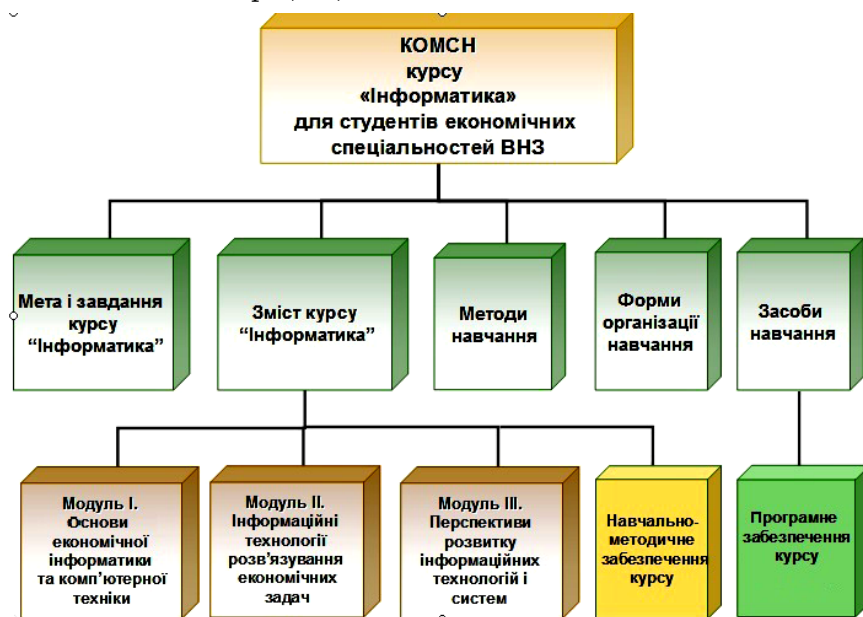 КОМСН
курсу
«Інформатика»
для студентів економічних
спеціальностей ВНЗ
Мета і завдання
курсу
“Інформатика”
Зміст курсу
“Інформатика”
Методи
навчання
Форми
організації
навчання
Засоби
навчання
Модуль I.
Основи
економічної
інформатики
та комп’ютерної
техніки
Модуль II.
Інформаційні
технології
розв’язування
економічних
задач
Модуль III.
Перспективи
розвитку
інформаційних
технологій і
систем
Навчально-
методичне
забезпечення
курсу
Програмне
забезпечення
курсу